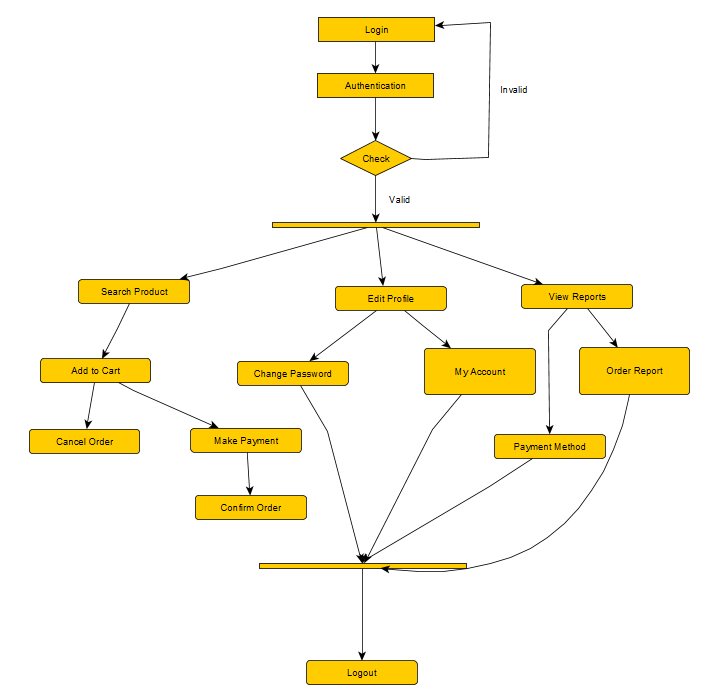 Login
Authentication
Invalid
Check
Valid
Search Product
Edit Profile
View Reports
Add to Cart
Change Password
My Account
Order Report
Cancel Order
Make Payment
Payment Method
Confirm Order
Logout